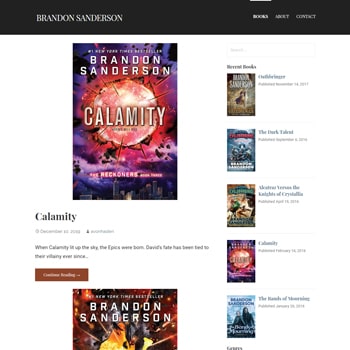 BRANDON SANDERSON
BOOKS ABOUT CONTACT
#1 NEW YORK TIMES BESTSELLER
BRANDON
SANDERSON
CALAMITY
THE RECKONERS BOOK THREE
Calamity
December 10, 2019
When Calamity lit up the sky, the Epics were born. David's fate has been tied to
their villainy ever since...
Continue Reading →
#1 NEW YORK TIMES BESTSELLER
BRANDON
SANDERSON
Search
Recent Books
Oathbringer
Published November 14, 2017
The Dark Talent
Published September 6, 2016
Alcatraz Versus the
Knights of Crystallia
Published April 19, 2016
Calamity
Published February 16, 2016
The Bands of Mourning
Published January 26, 2016
Genres